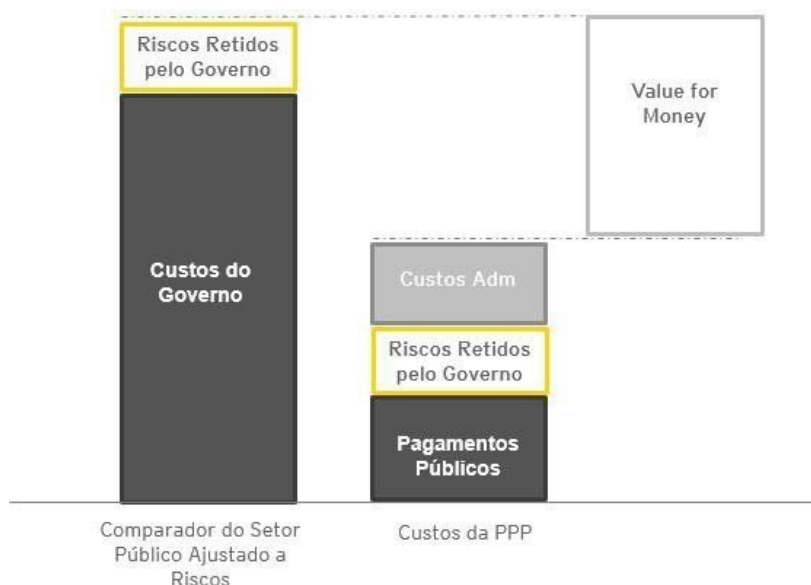 Riscos Retidos
pelo Governo
Value for
Money
Custos do
Governo
Custos Adm
Riscos Retidos
pelo Governo
Pagamentos
Públicos
Comparador do Setor
Público Ajustado a
Riscos
Custos da PPP